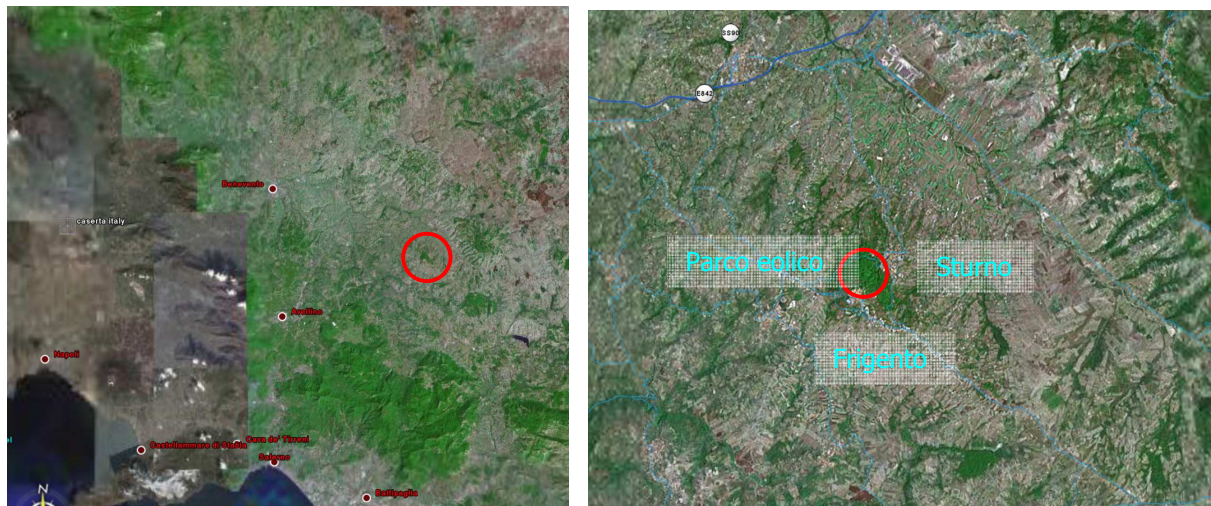 Benevento
caserta italy
Avellino
Napoli
Castellammare di Stabia
Cava de' Tirreni
Salerno
Battipaglia
N
SS90
E842
Parco eolico
Sturno
Frigento